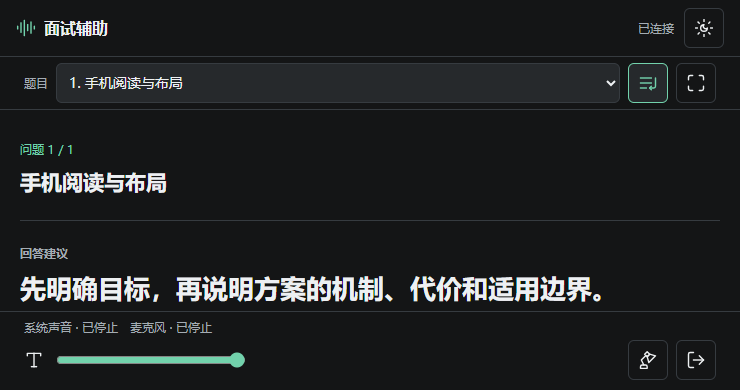 面试辅助
已连接
题目
1. 手机阅读与布局
问题 1 / 1
手机阅读与布局
回答建议
先明确目标，再说明方案的机制、代价和适用边界。
系统声音 · 已停止 麦克风 · 已停止